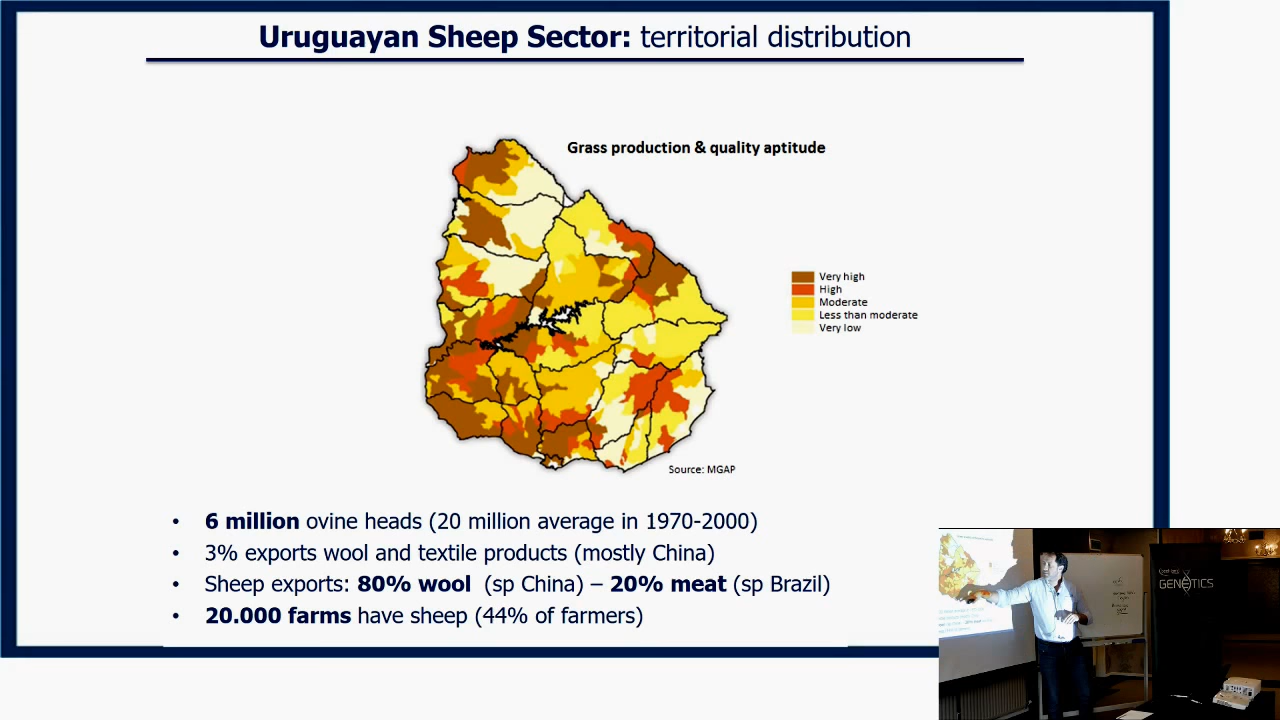 Uruguayan Sheep Sector: territorial distribution
Grass production & quality aptitude
Very high
High
Moderate
Less than moderate
Very low
Source: MGAP
• 6 million ovine heads (20 million average in 1970-2000)
• 3% exports wool and textile products (mostly China)
• Sheep exports: 80% wool (sp China) – 20% meat (sp Brazil)
• 20.000 farms have sheep (44% of farmers)
GENETICS